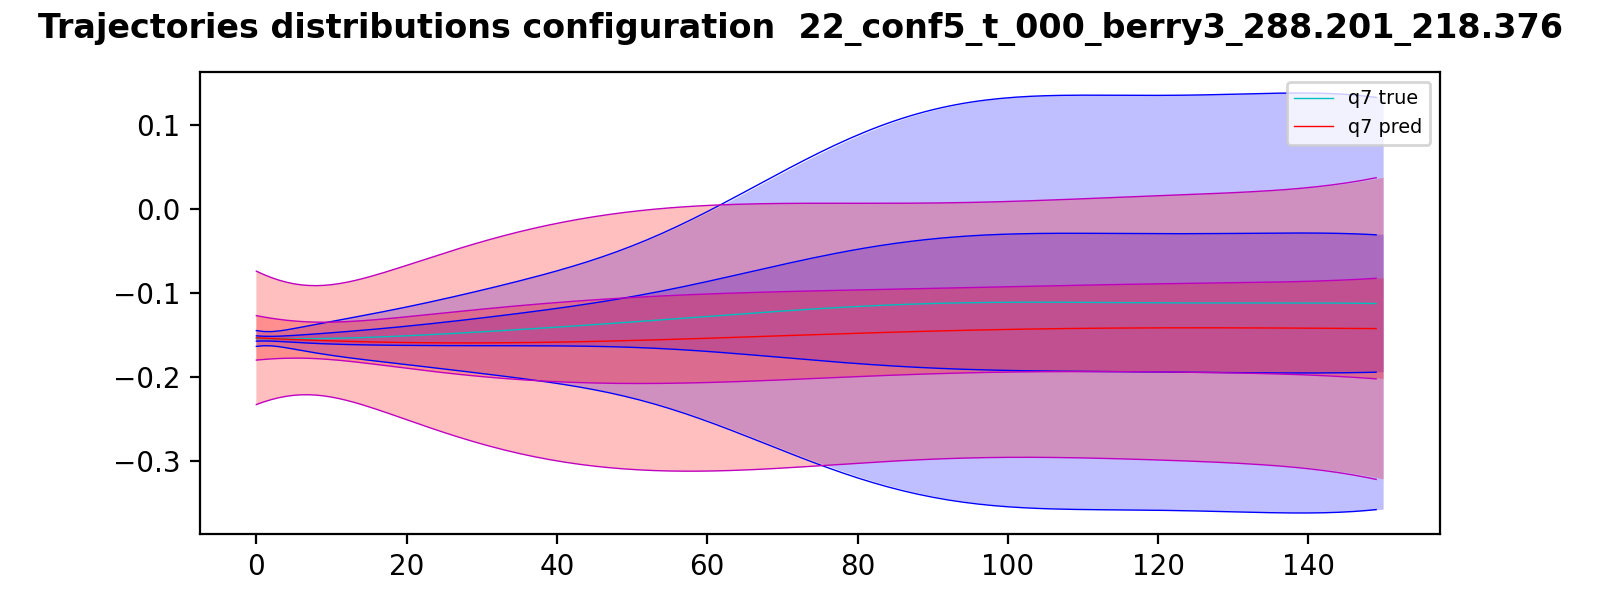 Trajectories distributions configuration  22_conf5_t_000_berry3_288.201_218.376
q7 true
q7 pred
0.1
0.0
−0.1
−0.2
−0.3
0 20 40 60 80 100 120 140